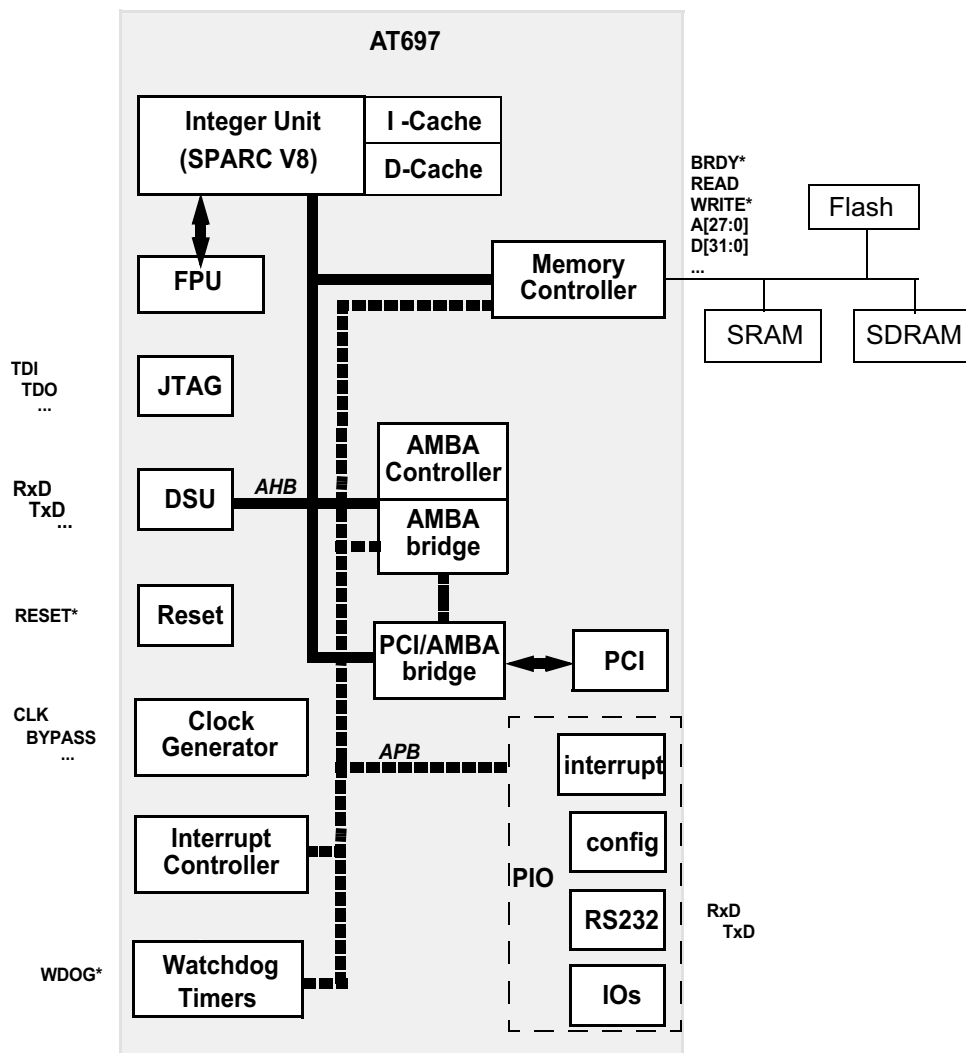 AT697
Integer Unit
(SPARC V8)
I -Cache
D-Cache
BRDY*
READ
WRITE*
A[27:0]
D[31:0]
...
Flash
FPU
Memory
Controller
SRAM
SDRAM
TDI
TDO
...
JTAG
AMBA
Controller
RxD
TxD
...
DSU
AHB
AMBA
bridge
RESET*
Reset
PCI/AMBA
bridge
PCI
CLK
BYPASS
...
Clock
Generator
APB
interrupt
Interrupt
Controller
config
PIO
RS232
RxD
TxD
WDOG*
Watchdog
Timers
IOs